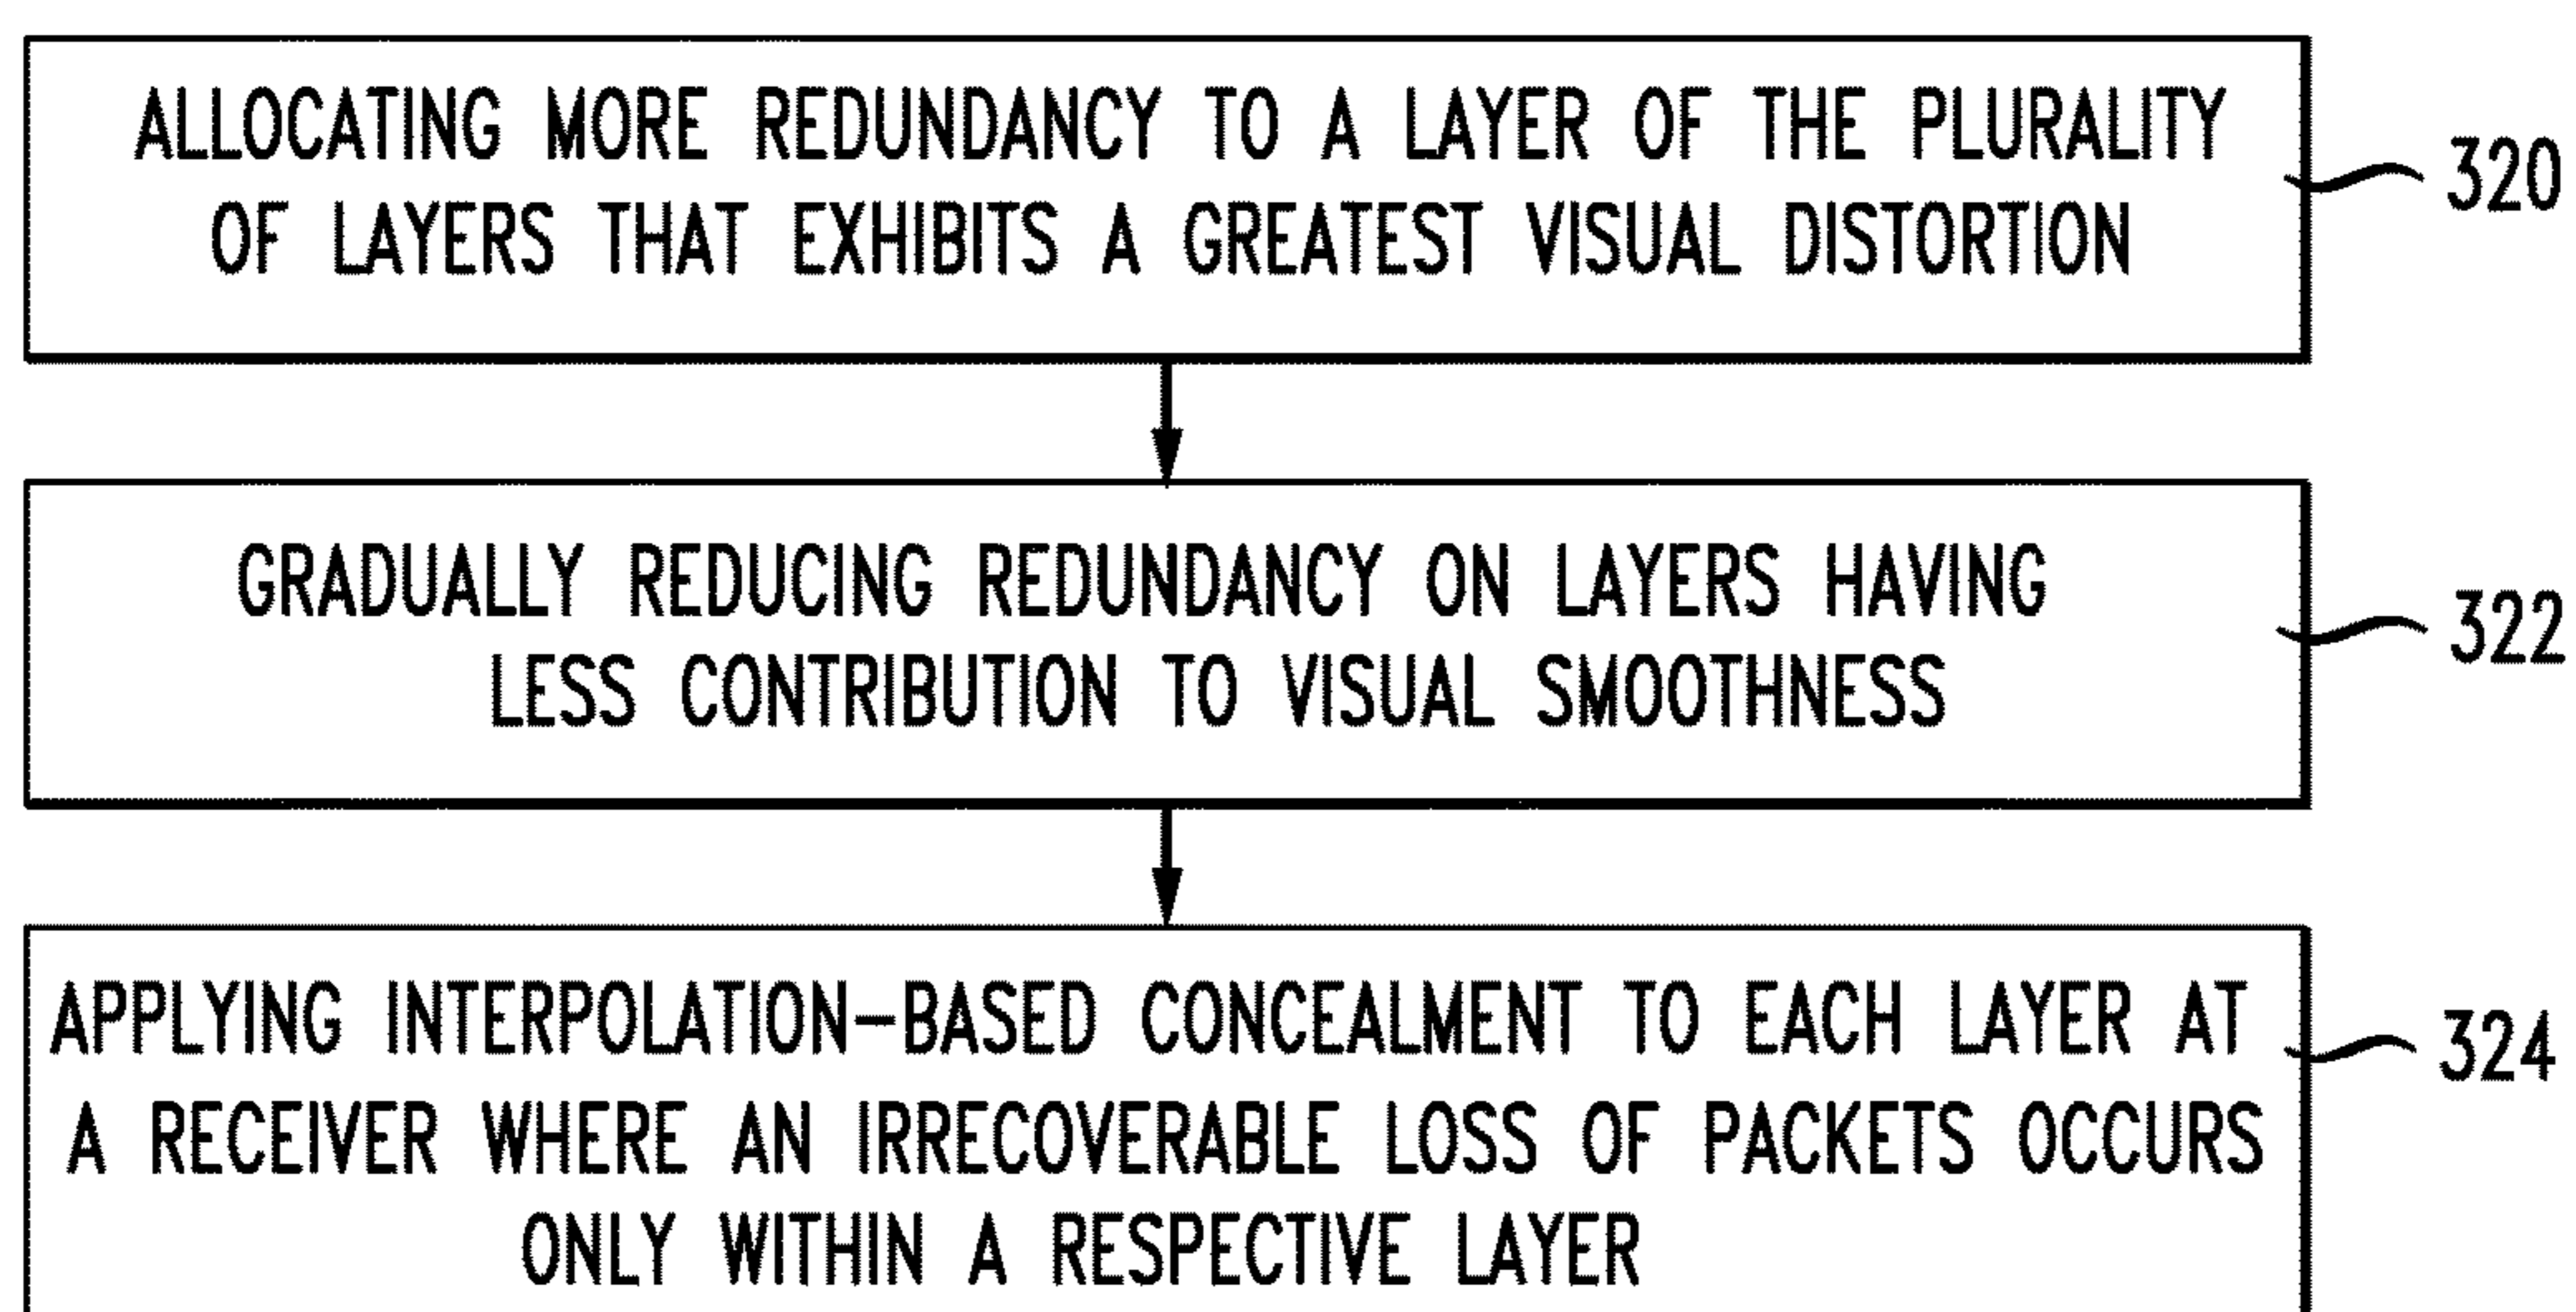 ALLOCATING MORE REDUNDANCY TO A LAYER OF THE PLURALITY
OF LAYERS THAT EXHIBITS A GREATEST VISUAL DISTORTION
320
GRADUALLY REDUCING REDUNDANCY ON LAYERS HAVING
LESS CONTRIBUTION TO VISUAL SMOOTHNESS
322
APPLYING INTERPOLATION-BASED CONCEALMENT TO EACH LAYER AT
A RECEIVER WHERE AN IRRECOVERABLE LOSS OF PACKETS OCCURS
ONLY WITHIN A RESPECTIVE LAYER
324